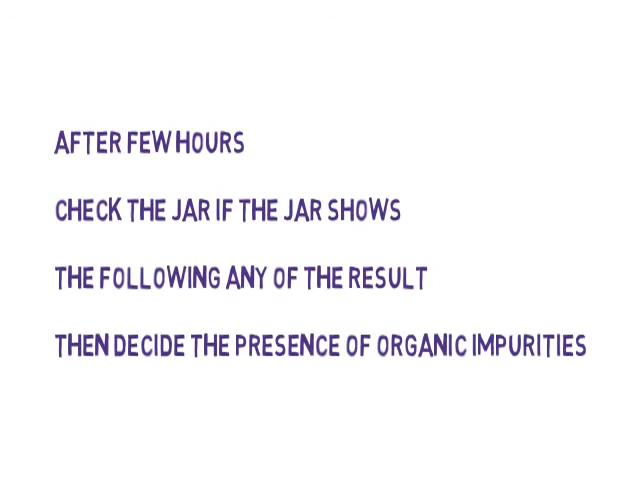 AFTER FEW HOURS
CHECK THE JAR IF THE JAR SHOWS
THE FOLLOWING ANY OF THE RESULT
THEN DECIDE THE PRESENCE OF ORGANIC IMPURITIES